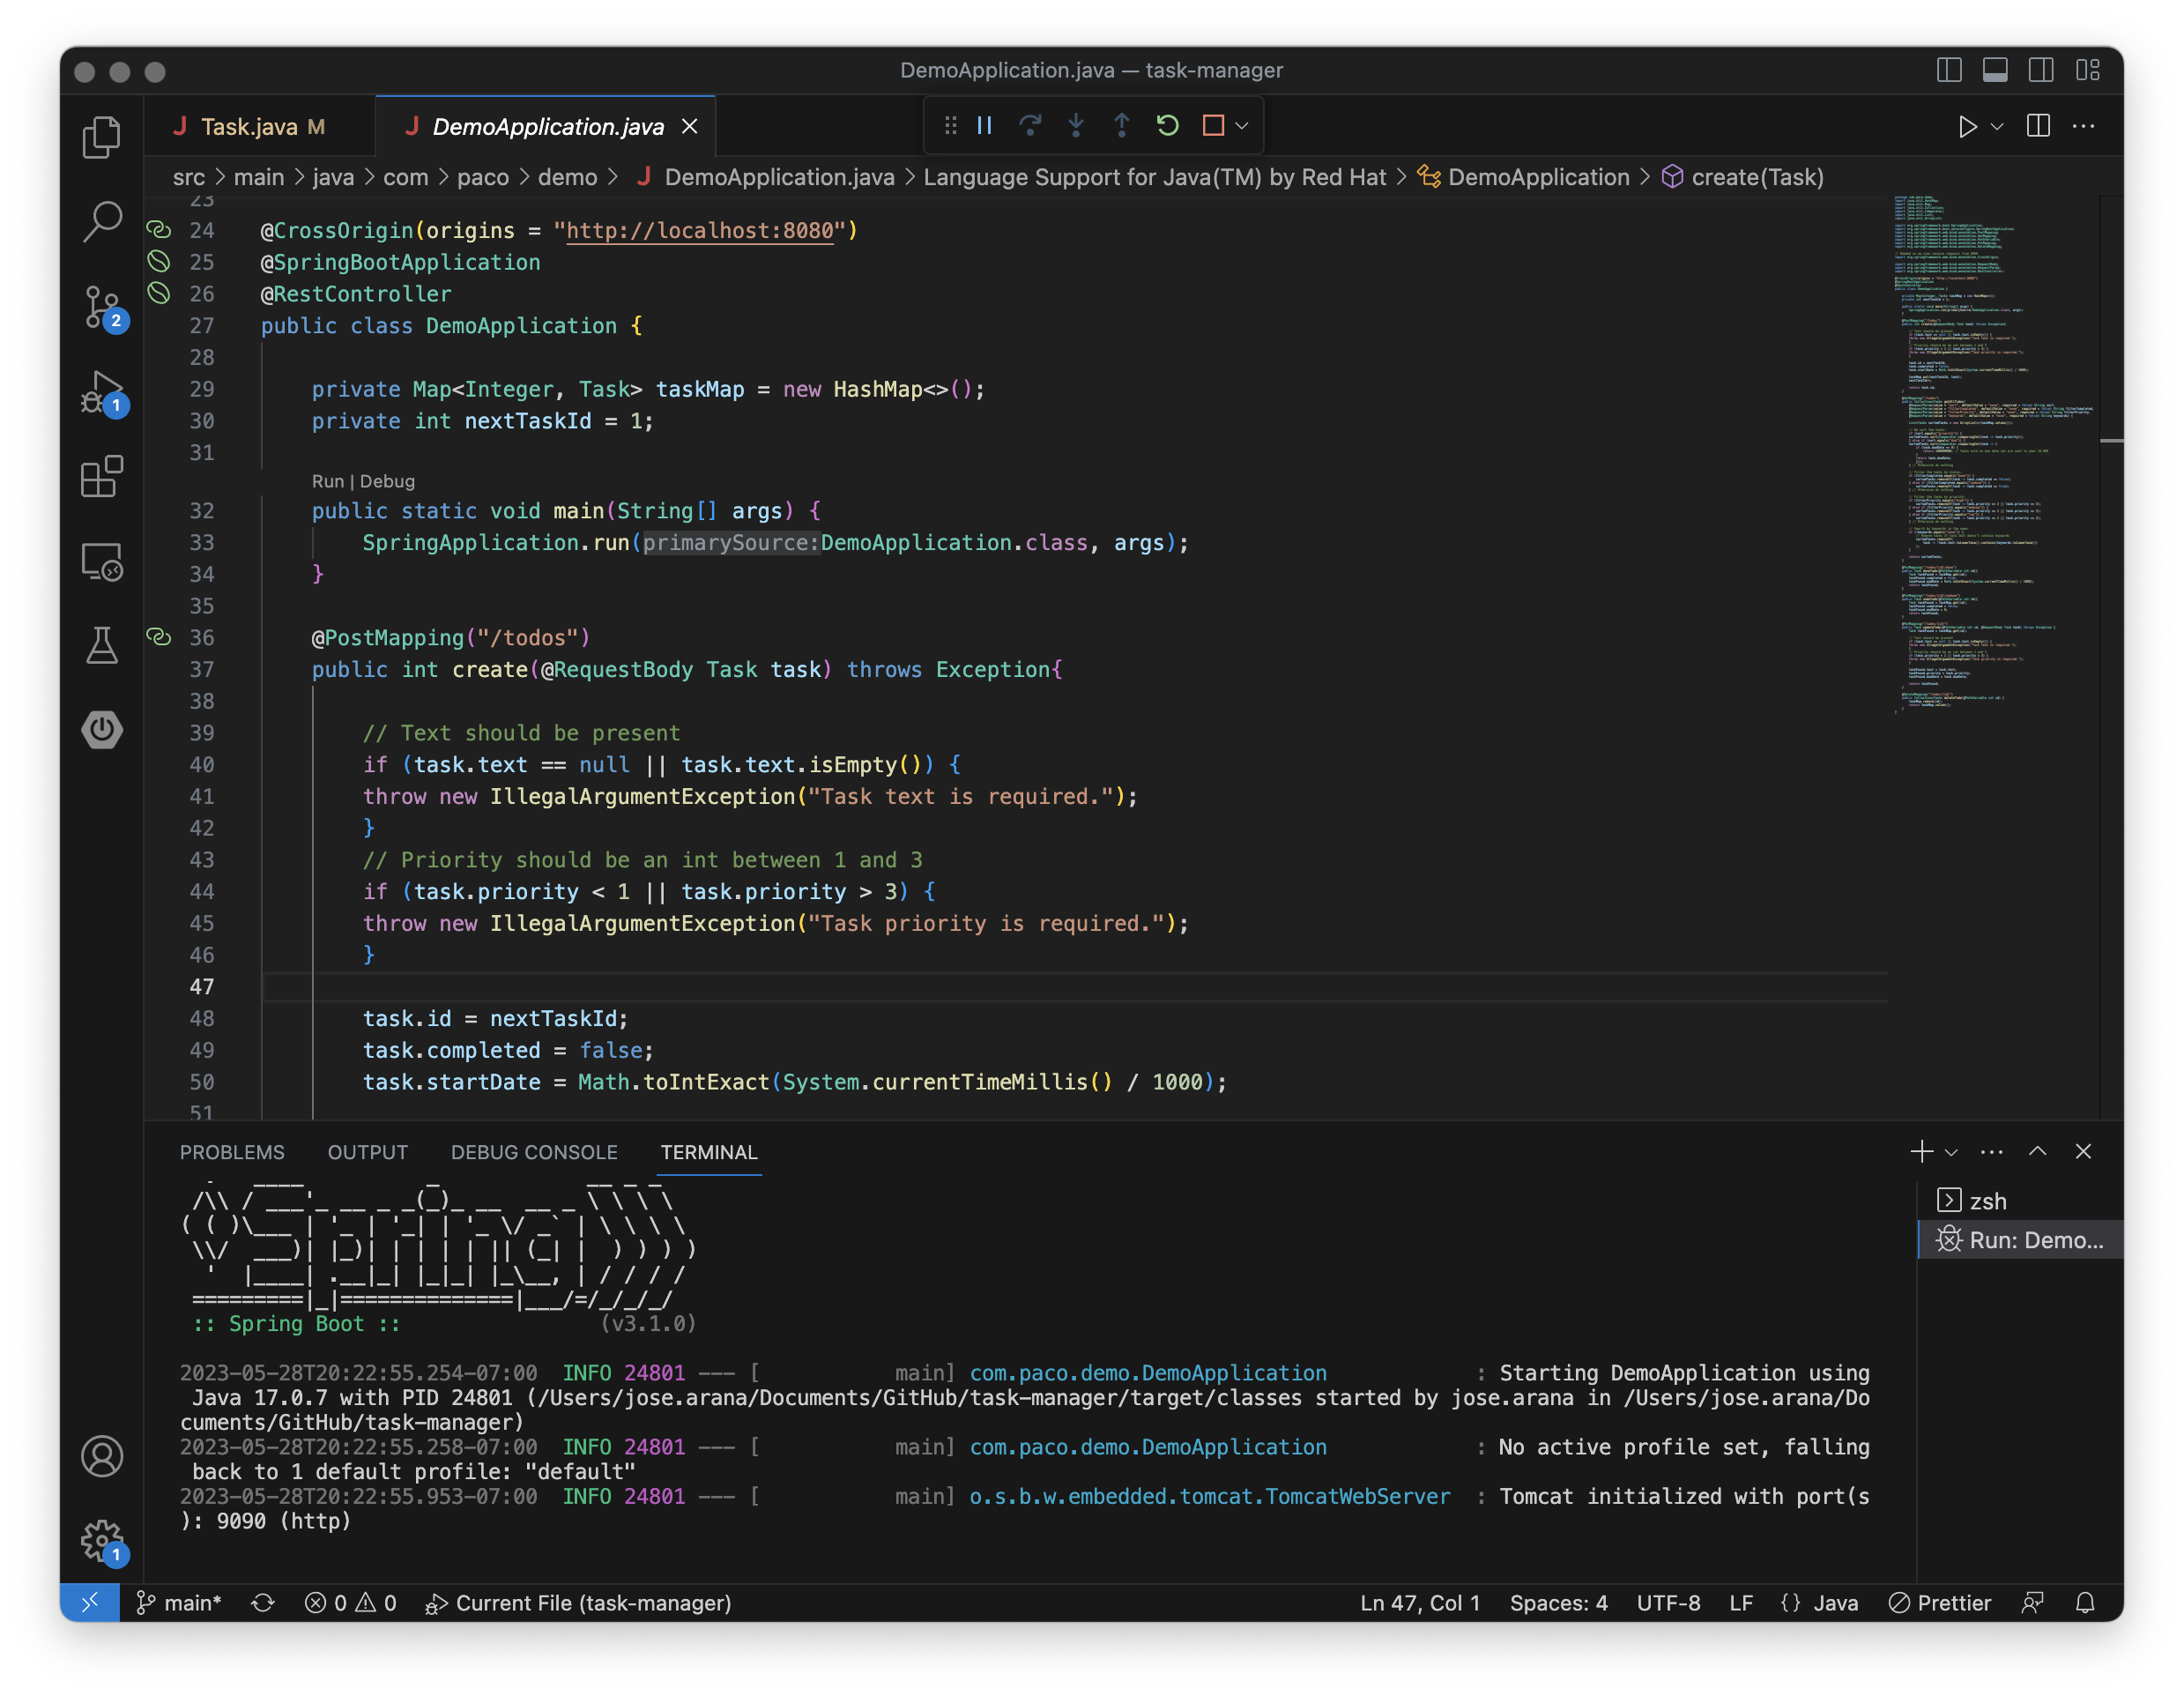 DemoApplication.java — task-manager
Task.java M
DemoApplication.java
src > main > java > com > paco > demo > DemoApplication.java > Language Support for Java(TM) by Red Hat > DemoApplication > create(Task)
23
24 @CrossOrigin(origins = "http://localhost:8080")
25 @SpringBootApplication
26 @RestController
27 public class DemoApplication {
28
29 private Map<Integer, Task> taskMap = new HashMap<>();
30 private int nextTaskId = 1;
31
Run | Debug
32 public static void main(String[] args) {
33 SpringApplication.run(primarySource:DemoApplication.class, args);
34 }
35
36 @PostMapping("/todos")
37 public int create(@RequestBody Task task) throws Exception{
38
39 // Text should be present
40 if (task.text == null || task.text.isEmpty()) {
41 throw new IllegalArgumentException("Task text is required.");
42 }
43 // Priority should be an int between 1 and 3
44 if (task.priority < 1 || task.priority > 3) {
45 throw new IllegalArgumentException("Task priority is required.");
46 }
47
48 task.id = nextTaskId;
49 task.completed = false;
50 task.startDate = Math.toIntExact(System.currentTimeMillis() / 1000);
51
2
1
1
PROBLEMS OUTPUT DEBUG CONSOLE TERMINAL
Spring
:: Spring Boot :: (v3.1.0)
2023-05-28T20:22:55.254-07:00 INFO 24801 --- [ main] com.paco.demo.DemoApplication : Starting DemoApplication using
Java 17.0.7 with PID 24801 (/Users/jose.arana/Documents/GitHub/task-manager/target/classes started by jose.arana in /Users/jose.arana/Do
cuments/GitHub/task-manager)
2023-05-28T20:22:55.258-07:00 INFO 24801 --- [ main] com.paco.demo.DemoApplication : No active profile set, falling
back to 1 default profile: "default"
2023-05-28T20:22:55.953-07:00 INFO 24801 --- [ main] o.s.b.w.embedded.tomcat.TomcatWebServer : Tomcat initialized with port(s
): 9090 (http)
zsh
Run: Demo...
main* 0 0 Current File (task-manager) Ln 47, Col 1 Spaces: 4 UTF-8 LF {} Java Prettier